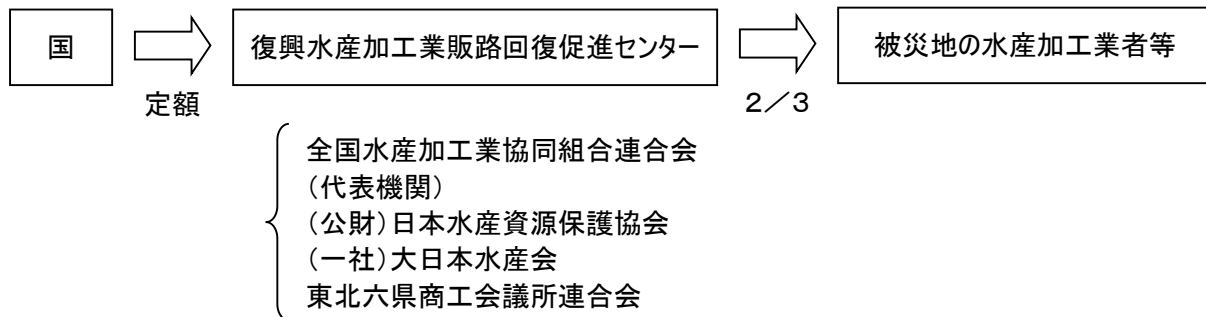 国
復興水産加工業販路回復促進センター
被災地の水産加工業者等
定額
2/3
全国水産加工業協同組合連合会
(代表機関)
(公財)日本水産資源保護協会
(一社)大日本水産会
東北六県商工会議所連合会